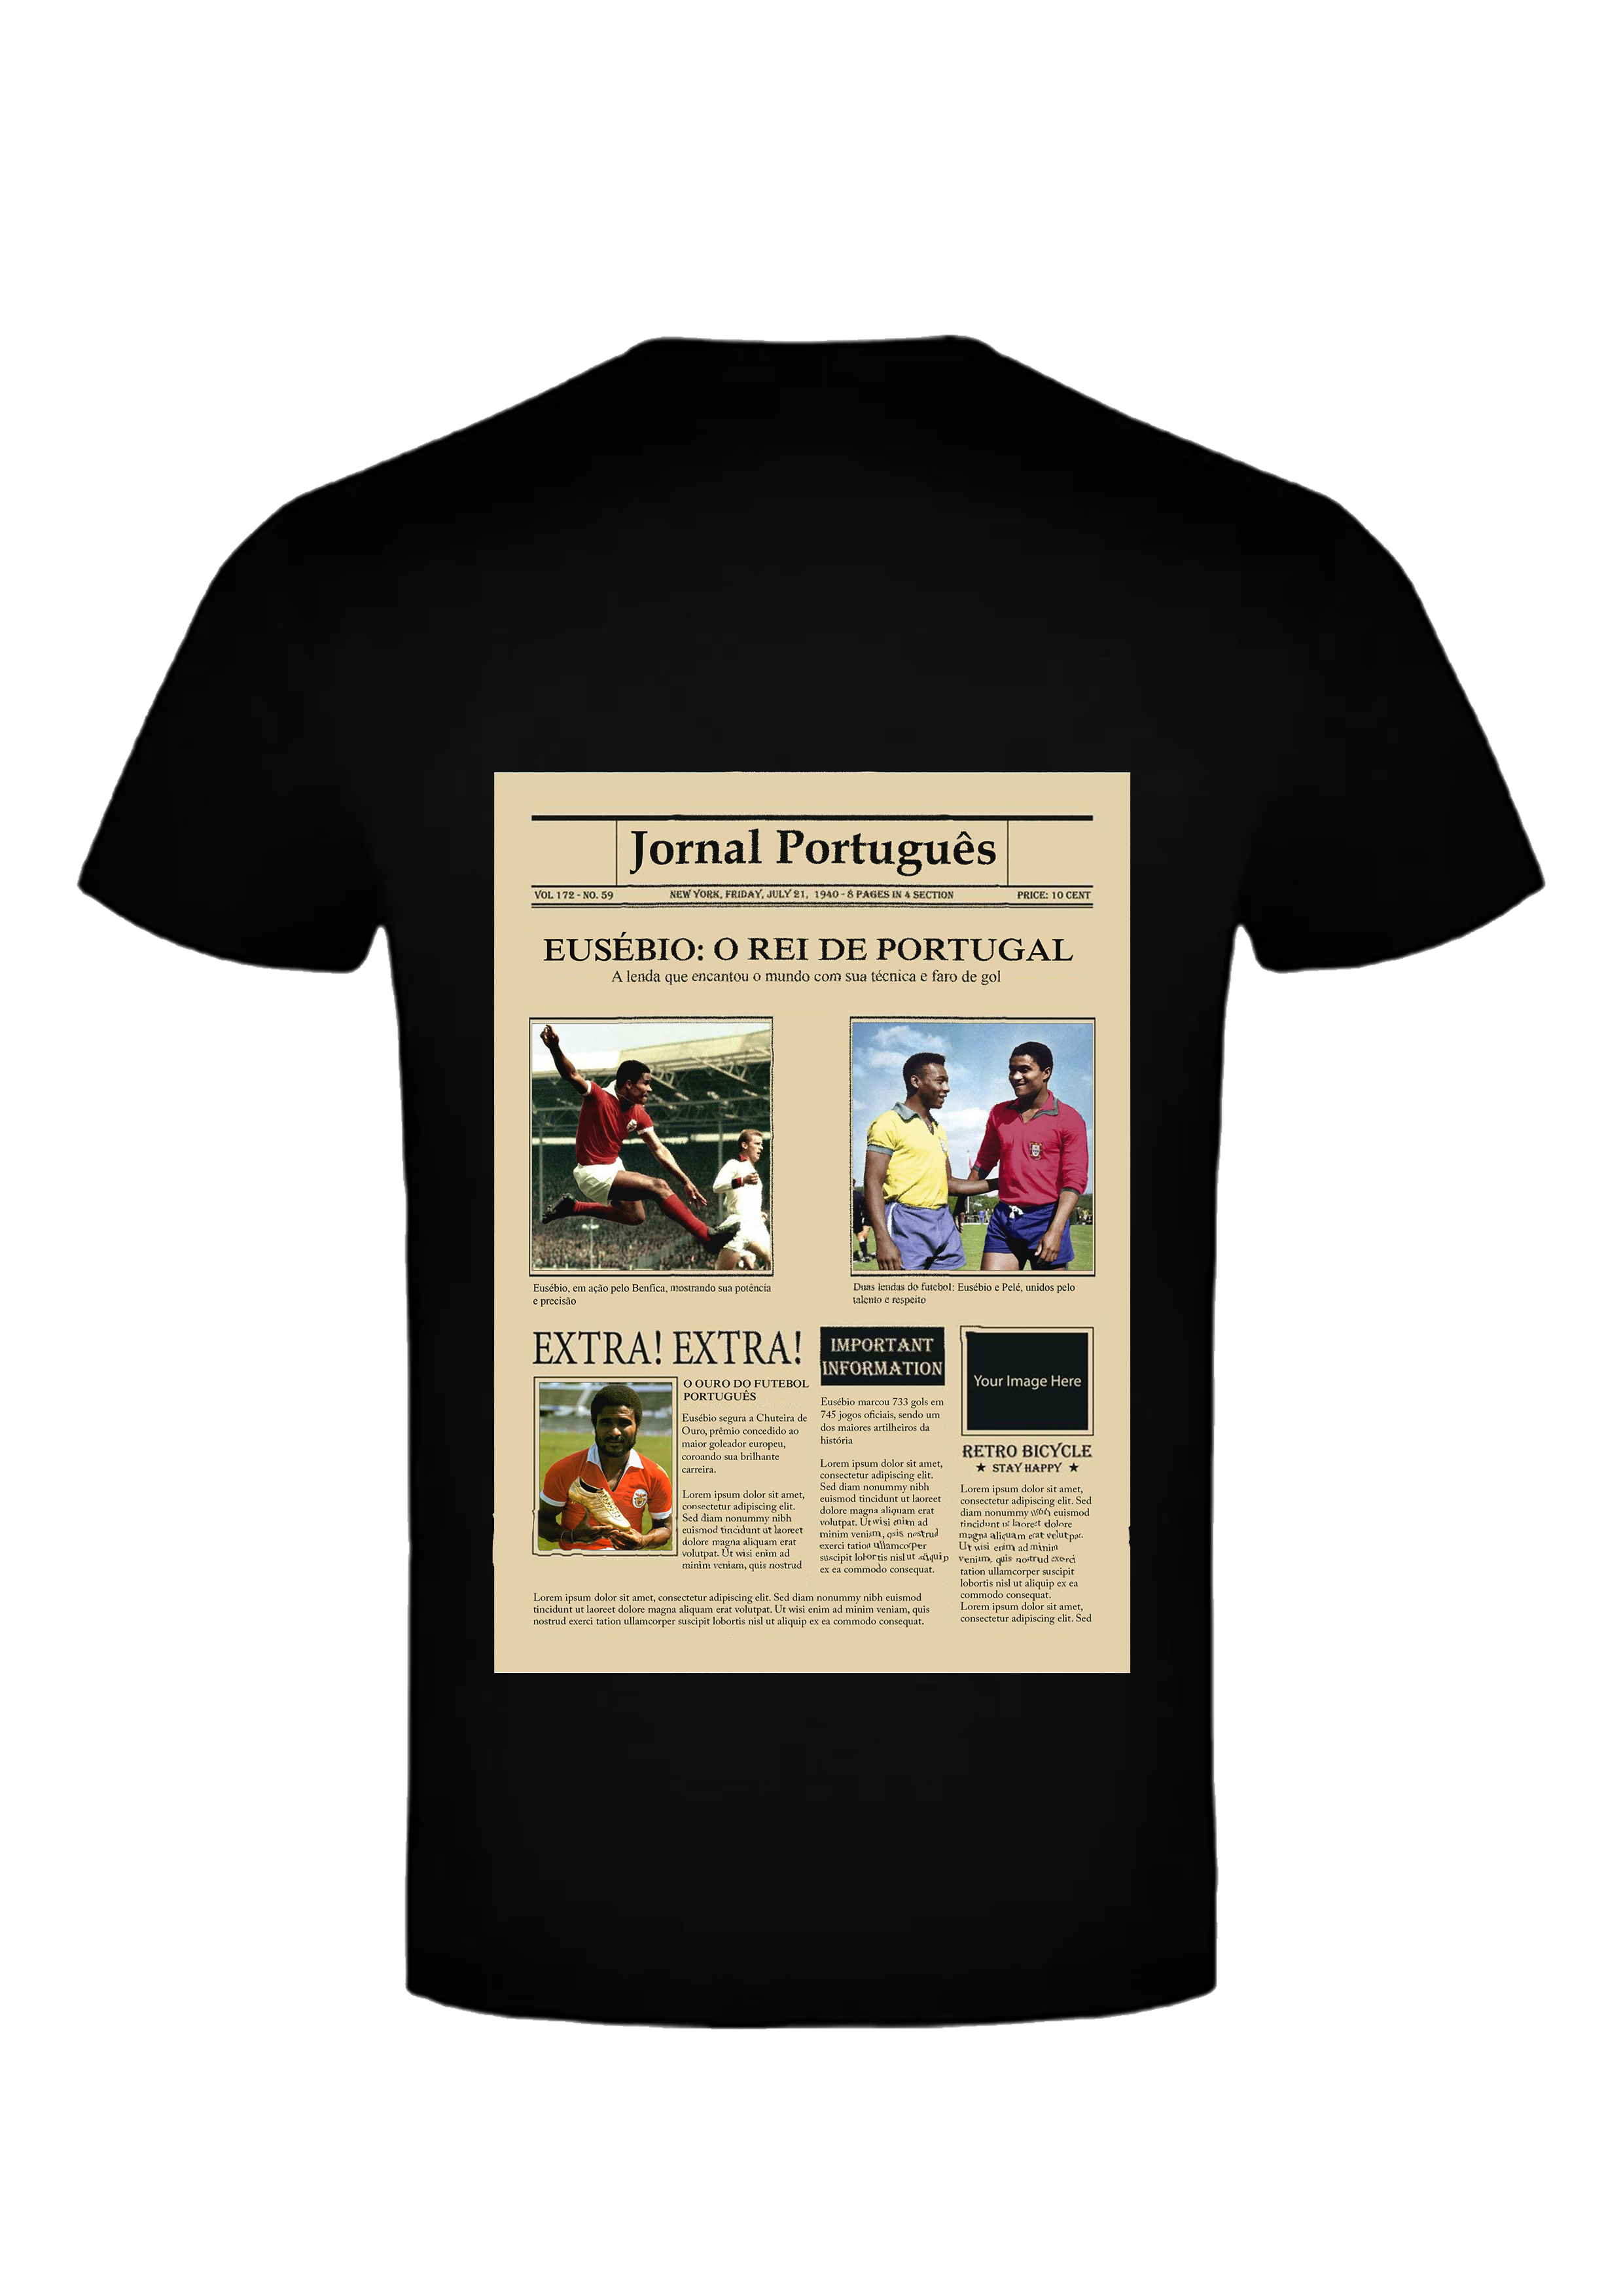 Jornal Português
VOL 172 - NO. 59 NEW YORK, FRIDAY, JULY 21, 1940 - 8 PAGES IN 4 SECTION PRICE: 10 CENT
EUSÉBIO: O REI DE PORTUGAL
A lenda que encantou o mundo com sua técnica e faro de gol
Eusébio, em ação pelo Benfica, mostrando sua potência
e precisão
Duas lendas do futebol: Eusébio e Pelé, unidos pelo
talento e respeito
EXTRA! EXTRA!
O OURO DO FUTEBOL
PORTUGUÊS
Eusébio segura a Chuteira de
Ouro, prêmio concedido ao
maior goleador europeu,
coroando sua brilhante
carreira.
Lorem ipsum dolor sit amet,
consectetur adipiscing elit.
Sed diam nonummy nibh
euismod tincidunt ut laoreet
dolore magna aliquam erat
volutpat. Ut wisi enim ad
minim veniam, quis nostrud
IMPORTANT
INFORMATION
Eusébio marcou 733 gols em
745 jogos oficiais, sendo um
dos maiores artilheiros da
história
Lorem ipsum dolor sit amet,
consectetur adipiscing elit.
Sed diam nonummy nibh
euismod tincidunt ut laoreet
dolore magna aliquam erat
volutpat. Ut wisi enim ad
minim veniam, quis nostrud
exerci tation ullamcorper
suscipit lobortis nisl ut aliquip
ex ea commodo consequat.
Your Image Here
RETRO BICYCLE
★ STAY HAPPY ★
Lorem ipsum dolor sit amet,
consectetur adipiscing elit. Sed
diam nonummy nibh euismod
tincidunt ut laoreet dolore
magna aliquam erat volutpat.
Ut wisi enim ad minim
veniam, quis nostrud exerci
tation ullamcorper suscipit
lobortis nisl ut aliquip ex ea
commodo consequat.
Lorem ipsum dolor sit amet,
consectetur adipiscing elit. Sed
Lorem ipsum dolor sit amet, consectetur adipiscing elit. Sed diam nonummy nibh euismod
tincidunt ut laoreet dolore magna aliquam erat volutpat. Ut wisi enim ad minim veniam, quis
nostrud exerci tation ullamcorper suscipit lobortis nisl ut aliquip ex ea commodo consequat.